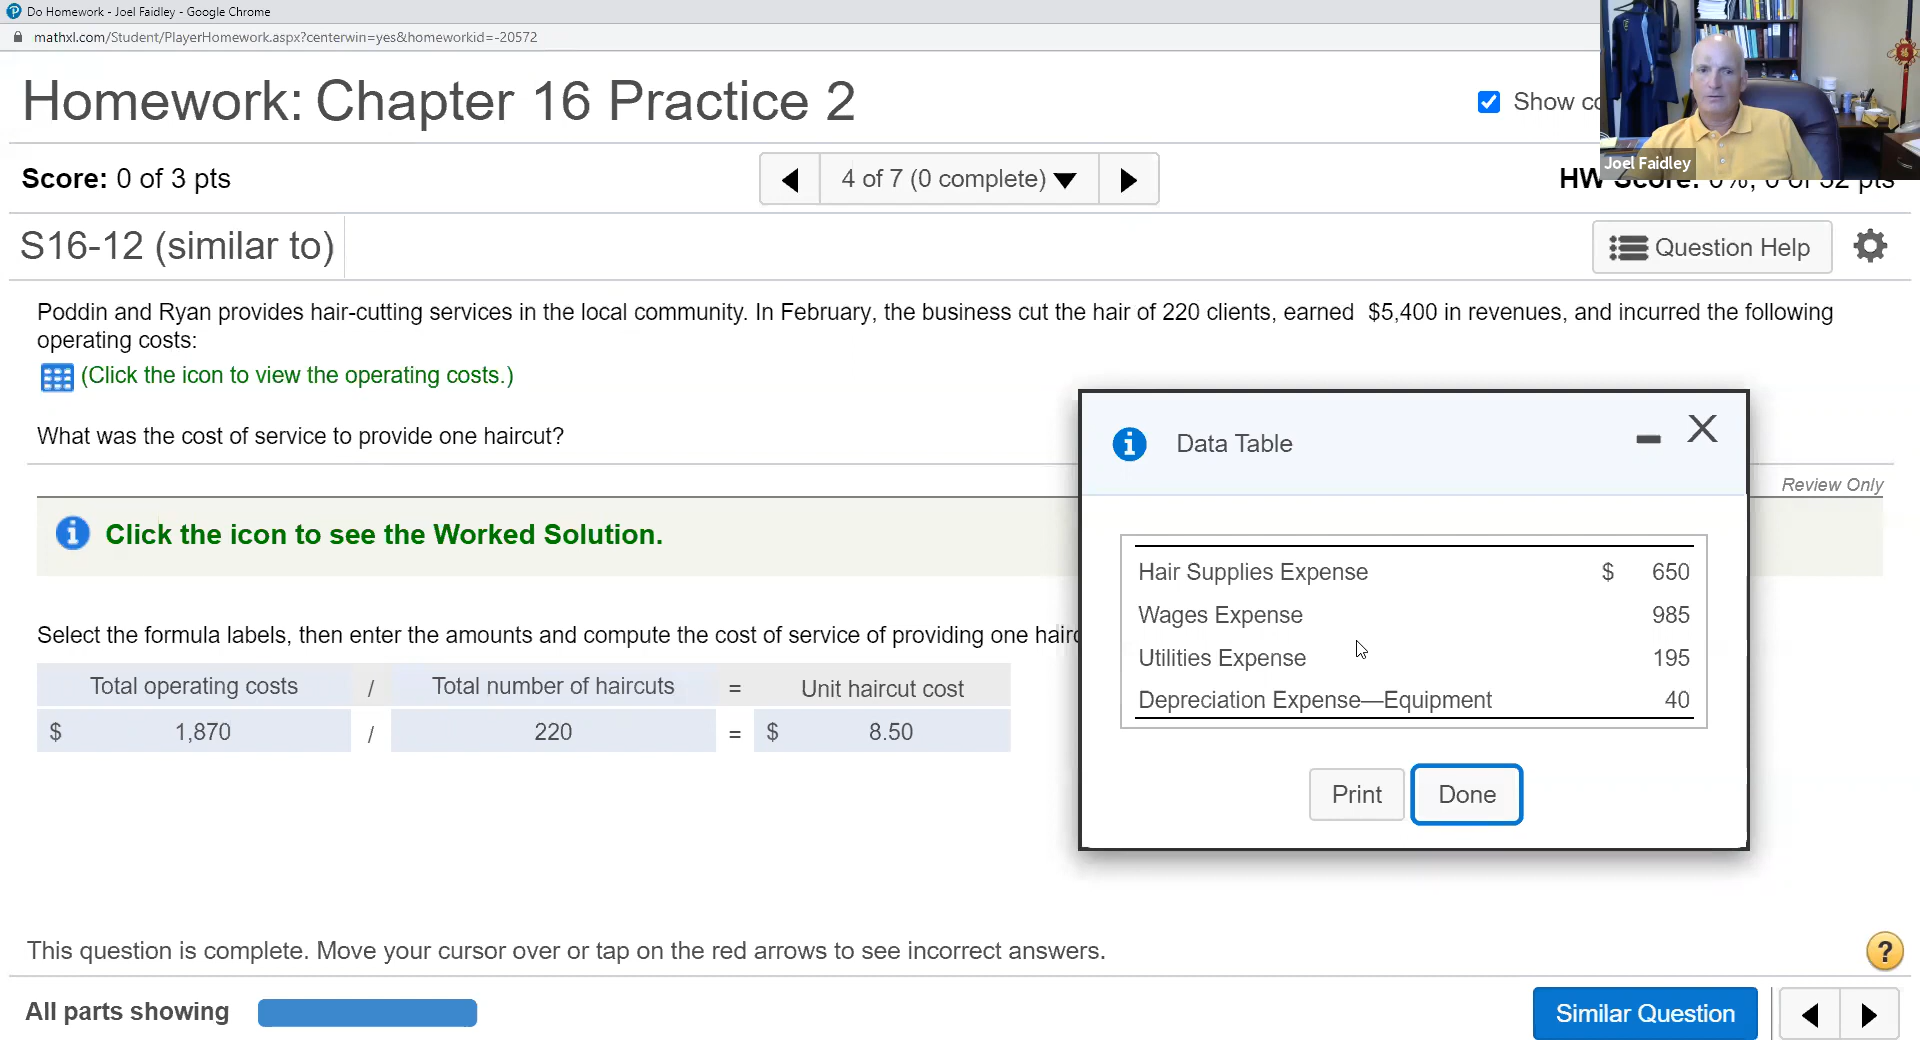 Do Homework - Joel Faidley - Google Chrome
mathxl.com/Student/PlayerHomework.aspx?centerwin=yes&homeworkid=-20572
Homework: Chapter 16 Practice 2
Show co
Joel Faidley
Score: 0 of 3 pts
4 of 7 (0 complete)
HW Score: 0%, 0 of 32 pts
S16-12 (similar to)
Question Help
Poddin and Ryan provides hair-cutting services in the local community. In February, the business cut the hair of 220 clients, earned $5,400 in revenues, and incurred the following
operating costs:
(Click the icon to view the operating costs.)
What was the cost of service to provide one haircut?
Review Only
Click the icon to see the Worked Solution.
Select the formula labels, then enter the amounts and compute the cost of service of providing one hairc
Total operating costs / Total number of haircuts = Unit haircut cost
$ 1,870 / 220 = $ 8.50
Data Table
Hair Supplies Expense $ 650
Wages Expense 985
Utilities Expense 195
Depreciation Expense—Equipment 40
Print Done
This question is complete. Move your cursor over or tap on the red arrows to see incorrect answers.
?
All parts showing
Similar Question